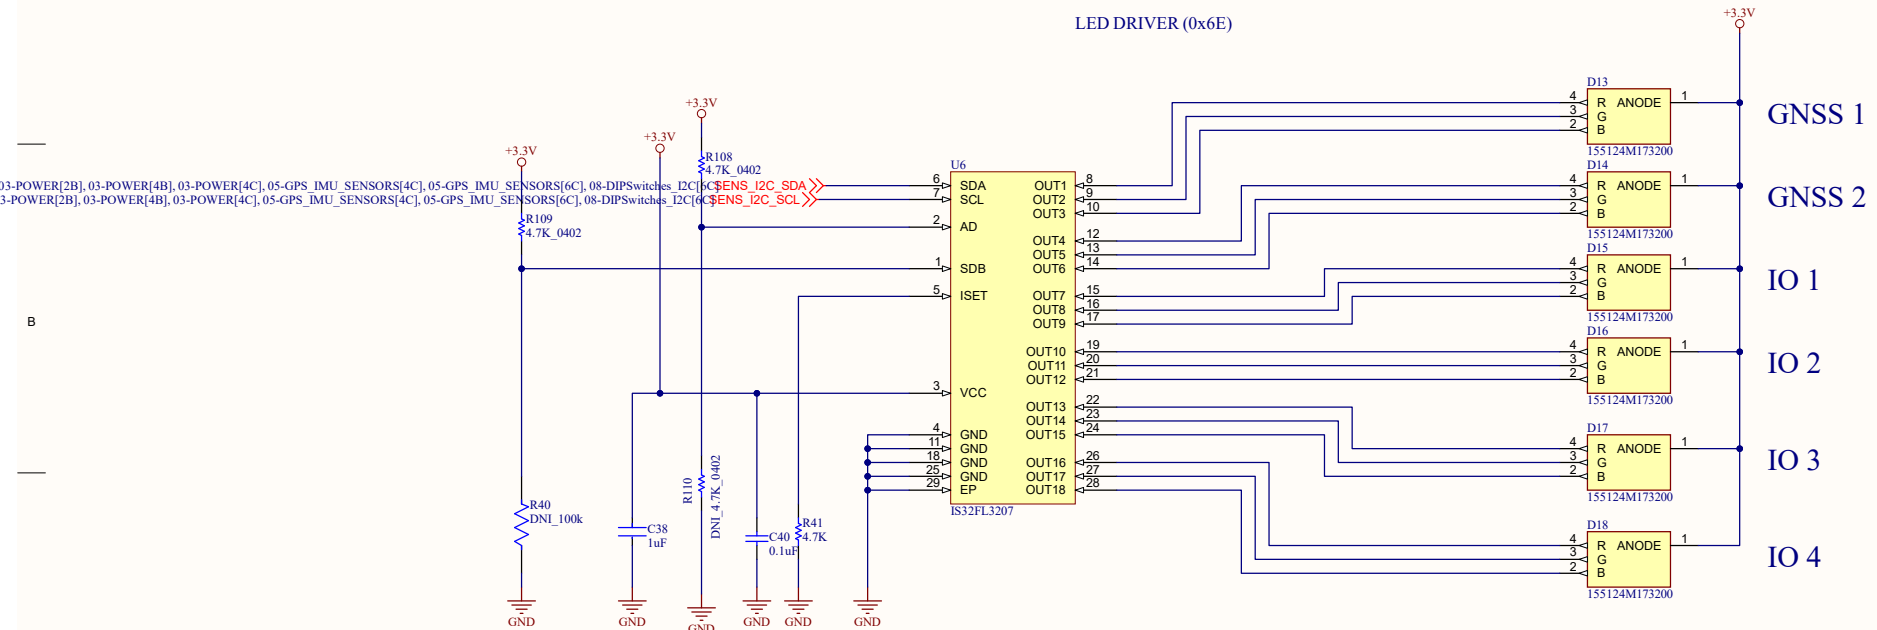 LED DRIVER (0x6E)
+3.3V
D13
4 R ANODE 1
3 G
2 B
155124M173200
GNSS 1
D14
4 R ANODE 1
3 G
2 B
155124M173200
GNSS 2
D15
4 R ANODE 1
3 G
2 B
155124M173200
IO 1
D16
4 R ANODE 1
3 G
2 B
155124M173200
IO 2
D17
4 R ANODE 1
3 G
2 B
155124M173200
IO 3
D18
4 R ANODE 1
3 G
2 B
155124M173200
IO 4
+3.3V
+3.3V
+3.3V
R108
4.7K_0402
03-POWER[2B], 03-POWER[4B], 03-POWER[4C], 05-GPS_IMU_SENSORS[4C], 05-GPS_IMU_SENSORS[6C], 08-DIPSwitches_I2C[6C] SENS_I2C_SDA
3-POWER[2B], 03-POWER[4B], 03-POWER[4C], 05-GPS_IMU_SENSORS[4C], 05-GPS_IMU_SENSORS[6C], 08-DIPSwitches_I2C[6C] SENS_I2C_SCL
R109
4.7K_0402
U6
6 SDA
7 SCL
2 AD
1 SDB
5 ISET
3 VCC
4 GND
11 GND
18 GND
25 GND
29 EP
OUT1 8
OUT2 9
OUT3 10
OUT4 12
OUT5 13
OUT6 14
OUT7 15
OUT8 16
OUT9 17
OUT10 19
OUT11 20
OUT12 21
OUT13 22
OUT14 23
OUT15 24
OUT16 26
OUT17 27
OUT18 28
IS32FL3207
B
R40
DNI_100k
C38
1uF
R110
DNI_4.7K_0402
C40
0.1uF
R41
4.7K
GND
GND
GND
GND
GND
GND